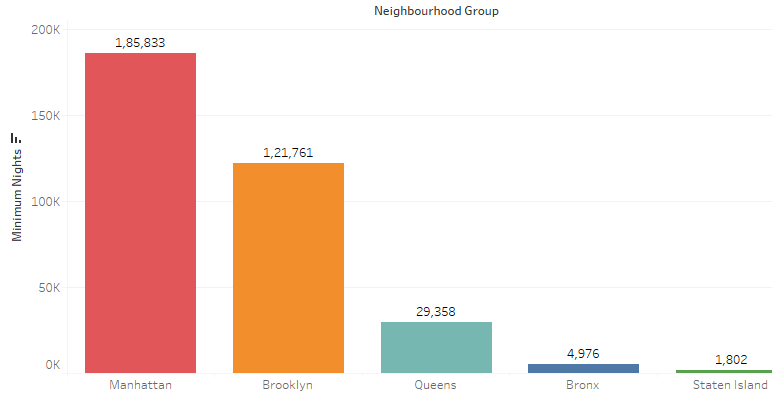 Neighbourhood Group
200K
150K
100K
50K
0K
Minimum Nights
1,85,833
1,21,761
29,358
4,976
1,802
Manhattan
Brooklyn
Queens
Bronx
Staten Island